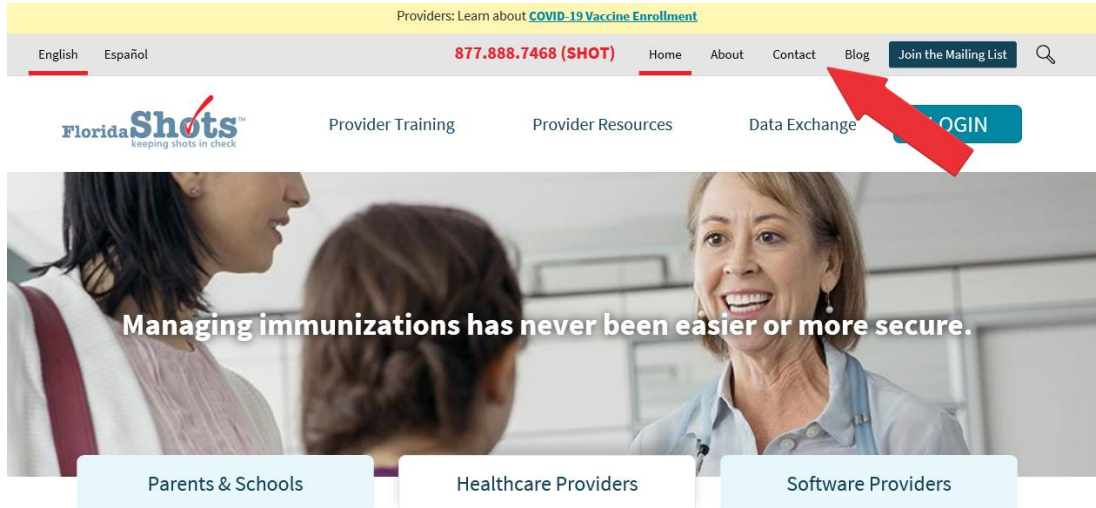 Providers: Learn about COVID-19 Vaccine Enrollment
English Español 877.888.7468 (SHOT) Home About Contact Blog Join the Mailing List
Florida Shots™
keeping shots in check
Provider Training Provider Resources Data Exchange
Managing immunizations has never been easier or more secure.
Parents & Schools Healthcare Providers Software Providers